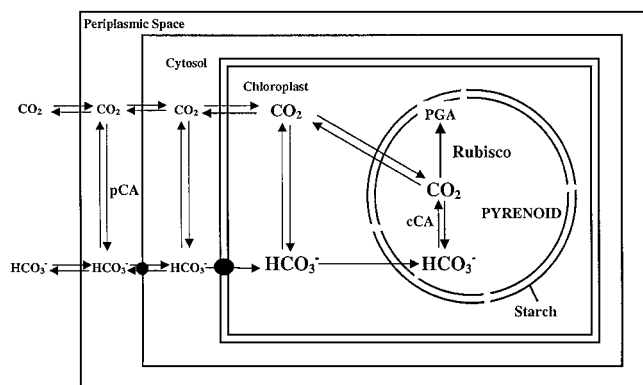 Periplasmic Space
Cytosol
Chloroplast
CO₂ CO₂ CO₂ CO₂
PGA
Rubisco
CO₂
pCA
cCA
PYRENOID
HCO₃⁻ HCO₃⁻ HCO₃⁻ HCO₃⁻ HCO₃⁻
Starch